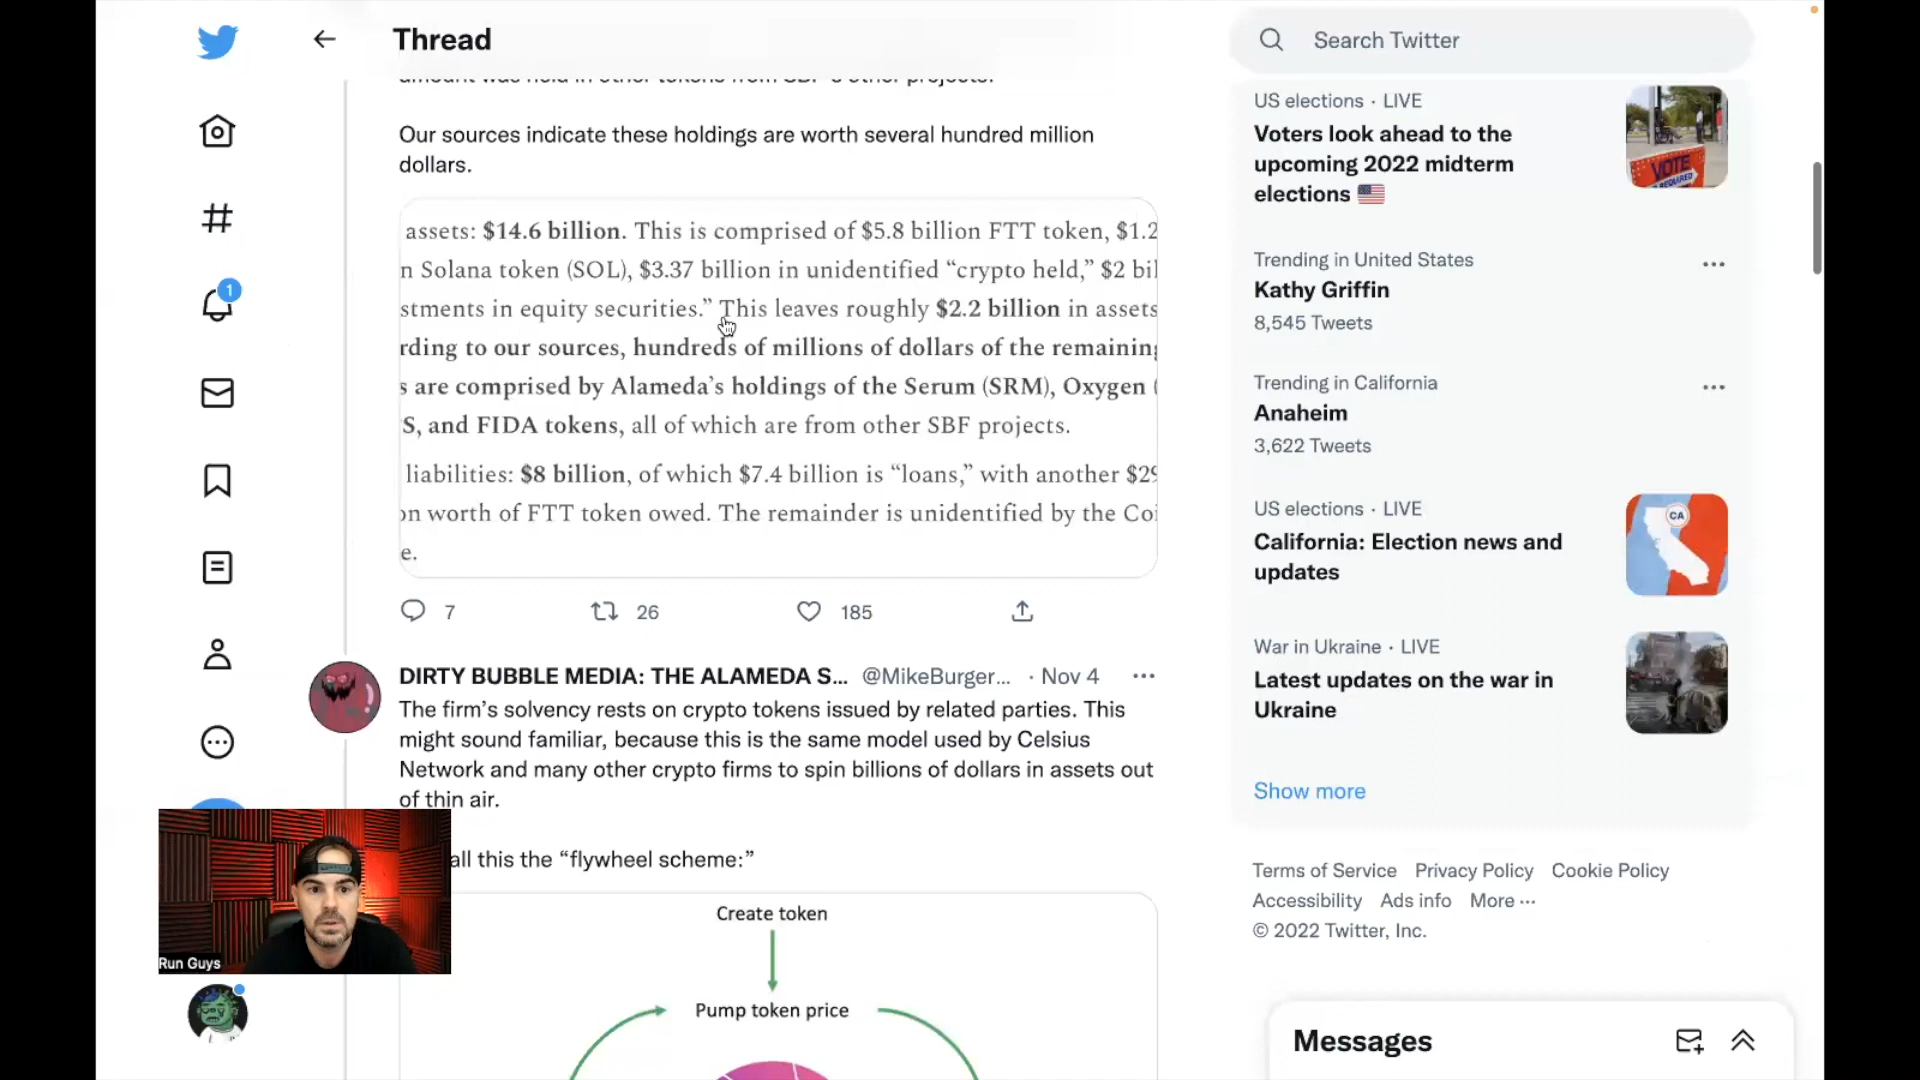 Thread
Search Twitter
Our sources indicate these holdings are worth several hundred million
dollars.
assets: $14.6 billion. This is comprised of $5.8 billion FTT token, $1.2
n Solana token (SOL), $3.37 billion in unidentified “crypto held,” $2 bil
stments in equity securities.” This leaves roughly $2.2 billion in assets
rding to our sources, hundreds of millions of dollars of the remaining
s are comprised by Alameda’s holdings of the Serum (SRM), Oxygen (
S, and FIDA tokens, all of which are from other SBF projects.
liabilities: $8 billion, of which $7.4 billion is “loans,” with another $29
on worth of FTT token owed. The remainder is unidentified by the Coi
e.
7 26 185
DIRTY BUBBLE MEDIA: THE ALAMEDA S... @MikeBurger... · Nov 4
The firm’s solvency rests on crypto tokens issued by related parties. This
might sound familiar, because this is the same model used by Celsius
Network and many other crypto firms to spin billions of dollars in assets out
of thin air.
all this the “flywheel scheme:”
Create token
Pump token price
1
Run Guys
US elections · LIVE
Voters look ahead to the
upcoming 2022 midterm
elections
VOTE
Trending in United States
Kathy Griffin
8,545 Tweets
Trending in California
Anaheim
3,622 Tweets
US elections · LIVE
California: Election news and
updates
CA
War in Ukraine · LIVE
Latest updates on the war in
Ukraine
Show more
Terms of Service Privacy Policy Cookie Policy
Accessibility Ads info More ...
© 2022 Twitter, Inc.
Messages